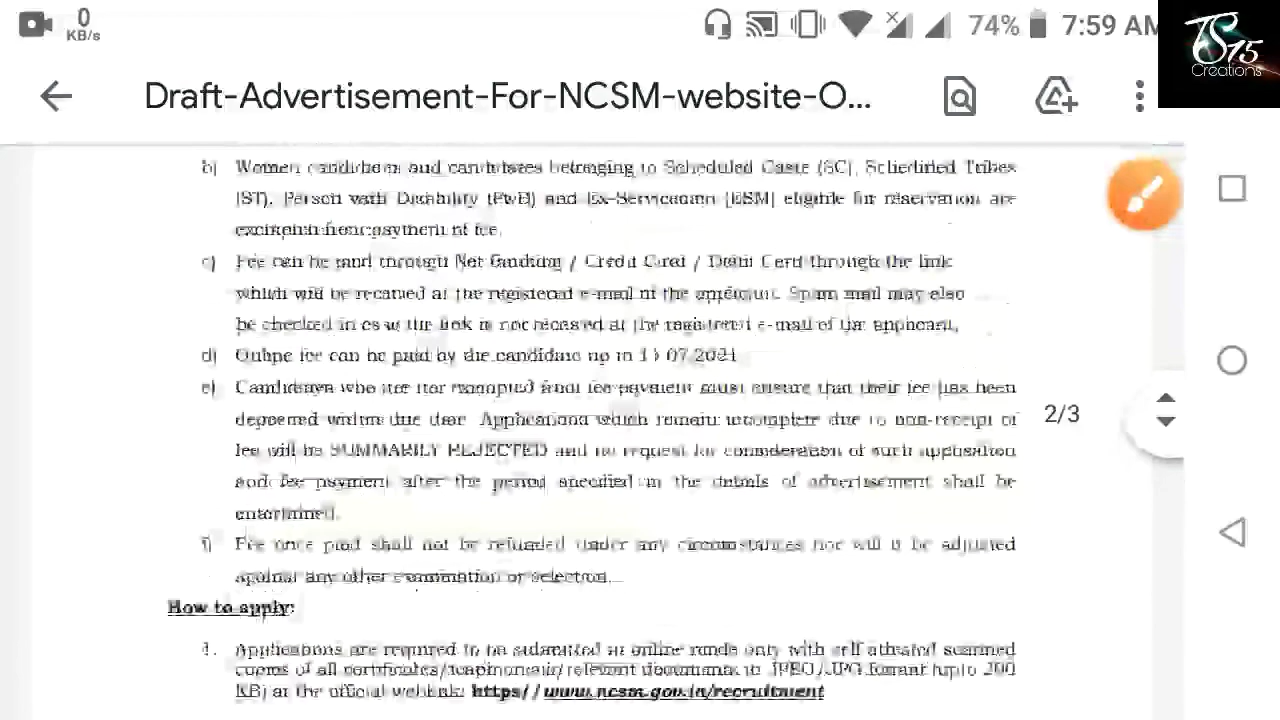 0
KB/s
74%
7:59 AM
TS15
Creations
Draft-Advertisement-For-NCSM-website-O...
b) Women candidates and candidates belonging to Scheduled Caste (SC), Scheduled Tribes
(ST), Person with Disability (PwD) and Ex-Servicemen (ESM) eligible for reservation are
from payment of fee.
c) Fee can be paid through Net Banking / Credit Card / Debit Card through the link
which will be received at the registered e-mail of the applicant. Spam mail may also
be checked in case the link is not received at the registered e-mail of the applicant.
d) fee can be paid by the candidate up to 07.2021
e) Candidates who are not exempted from fee payment must ensure that their fee has been
deposited within due date. Applications which remain incomplete due to non-receipt of
fee will be SUMMARILY REJECTED and no request for consideration of such application
and fee payment after the period specified in the details of advertisement shall be
entertained.
f) Fee once paid shall not be refunded under any circumstances nor will it be adjusted
against any other examination or selection.
2/3
How to apply:
1. Applications are required to be submitted in online mode only with self attested scanned
copies of all certificates/testimonials/relevant documents in JPEG/JPG format (upto 200
KB) at the official weblink: https//www.ncsm.gov.in/recruitment